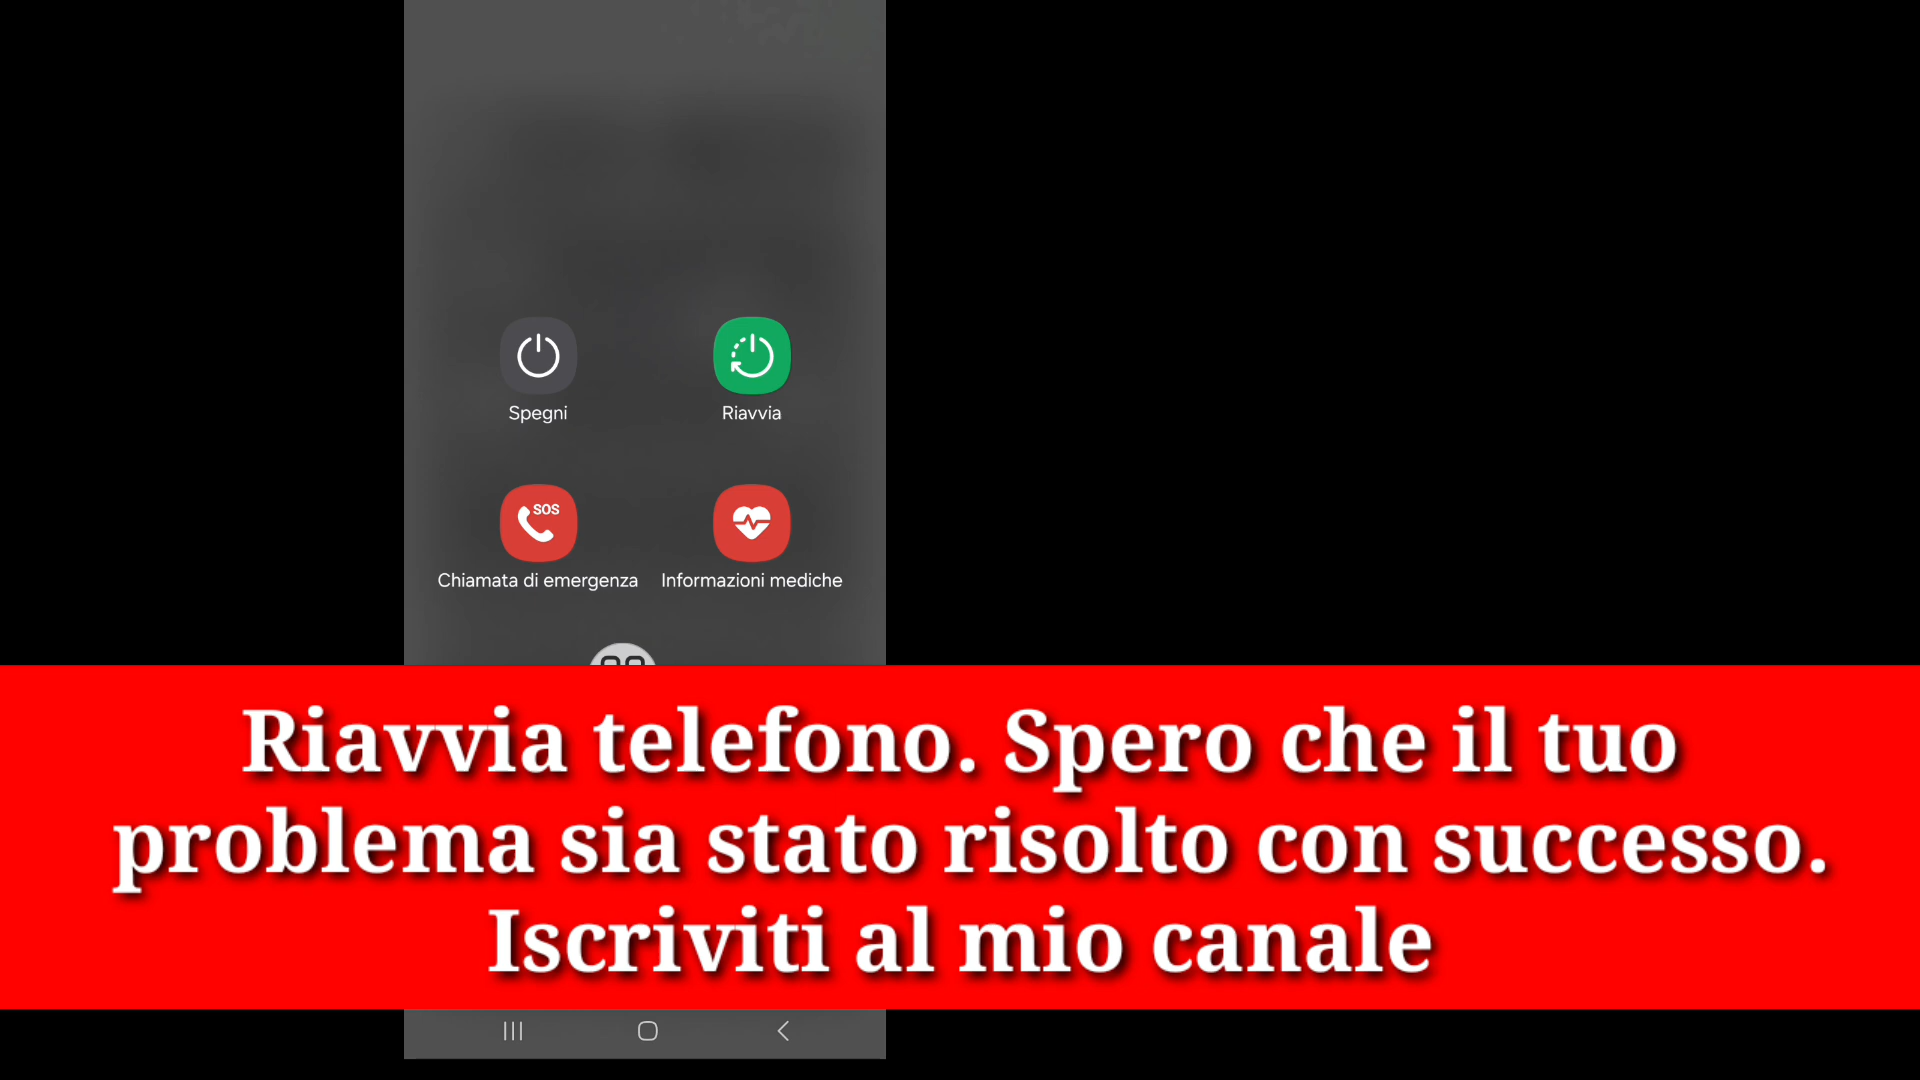 Spegni
Riavvia
SOS
Chiamata di emergenza
Informazioni mediche
Riavvia telefono. Spero che il tuo
problema sia stato risolto con successo.
Iscriviti al mio canale